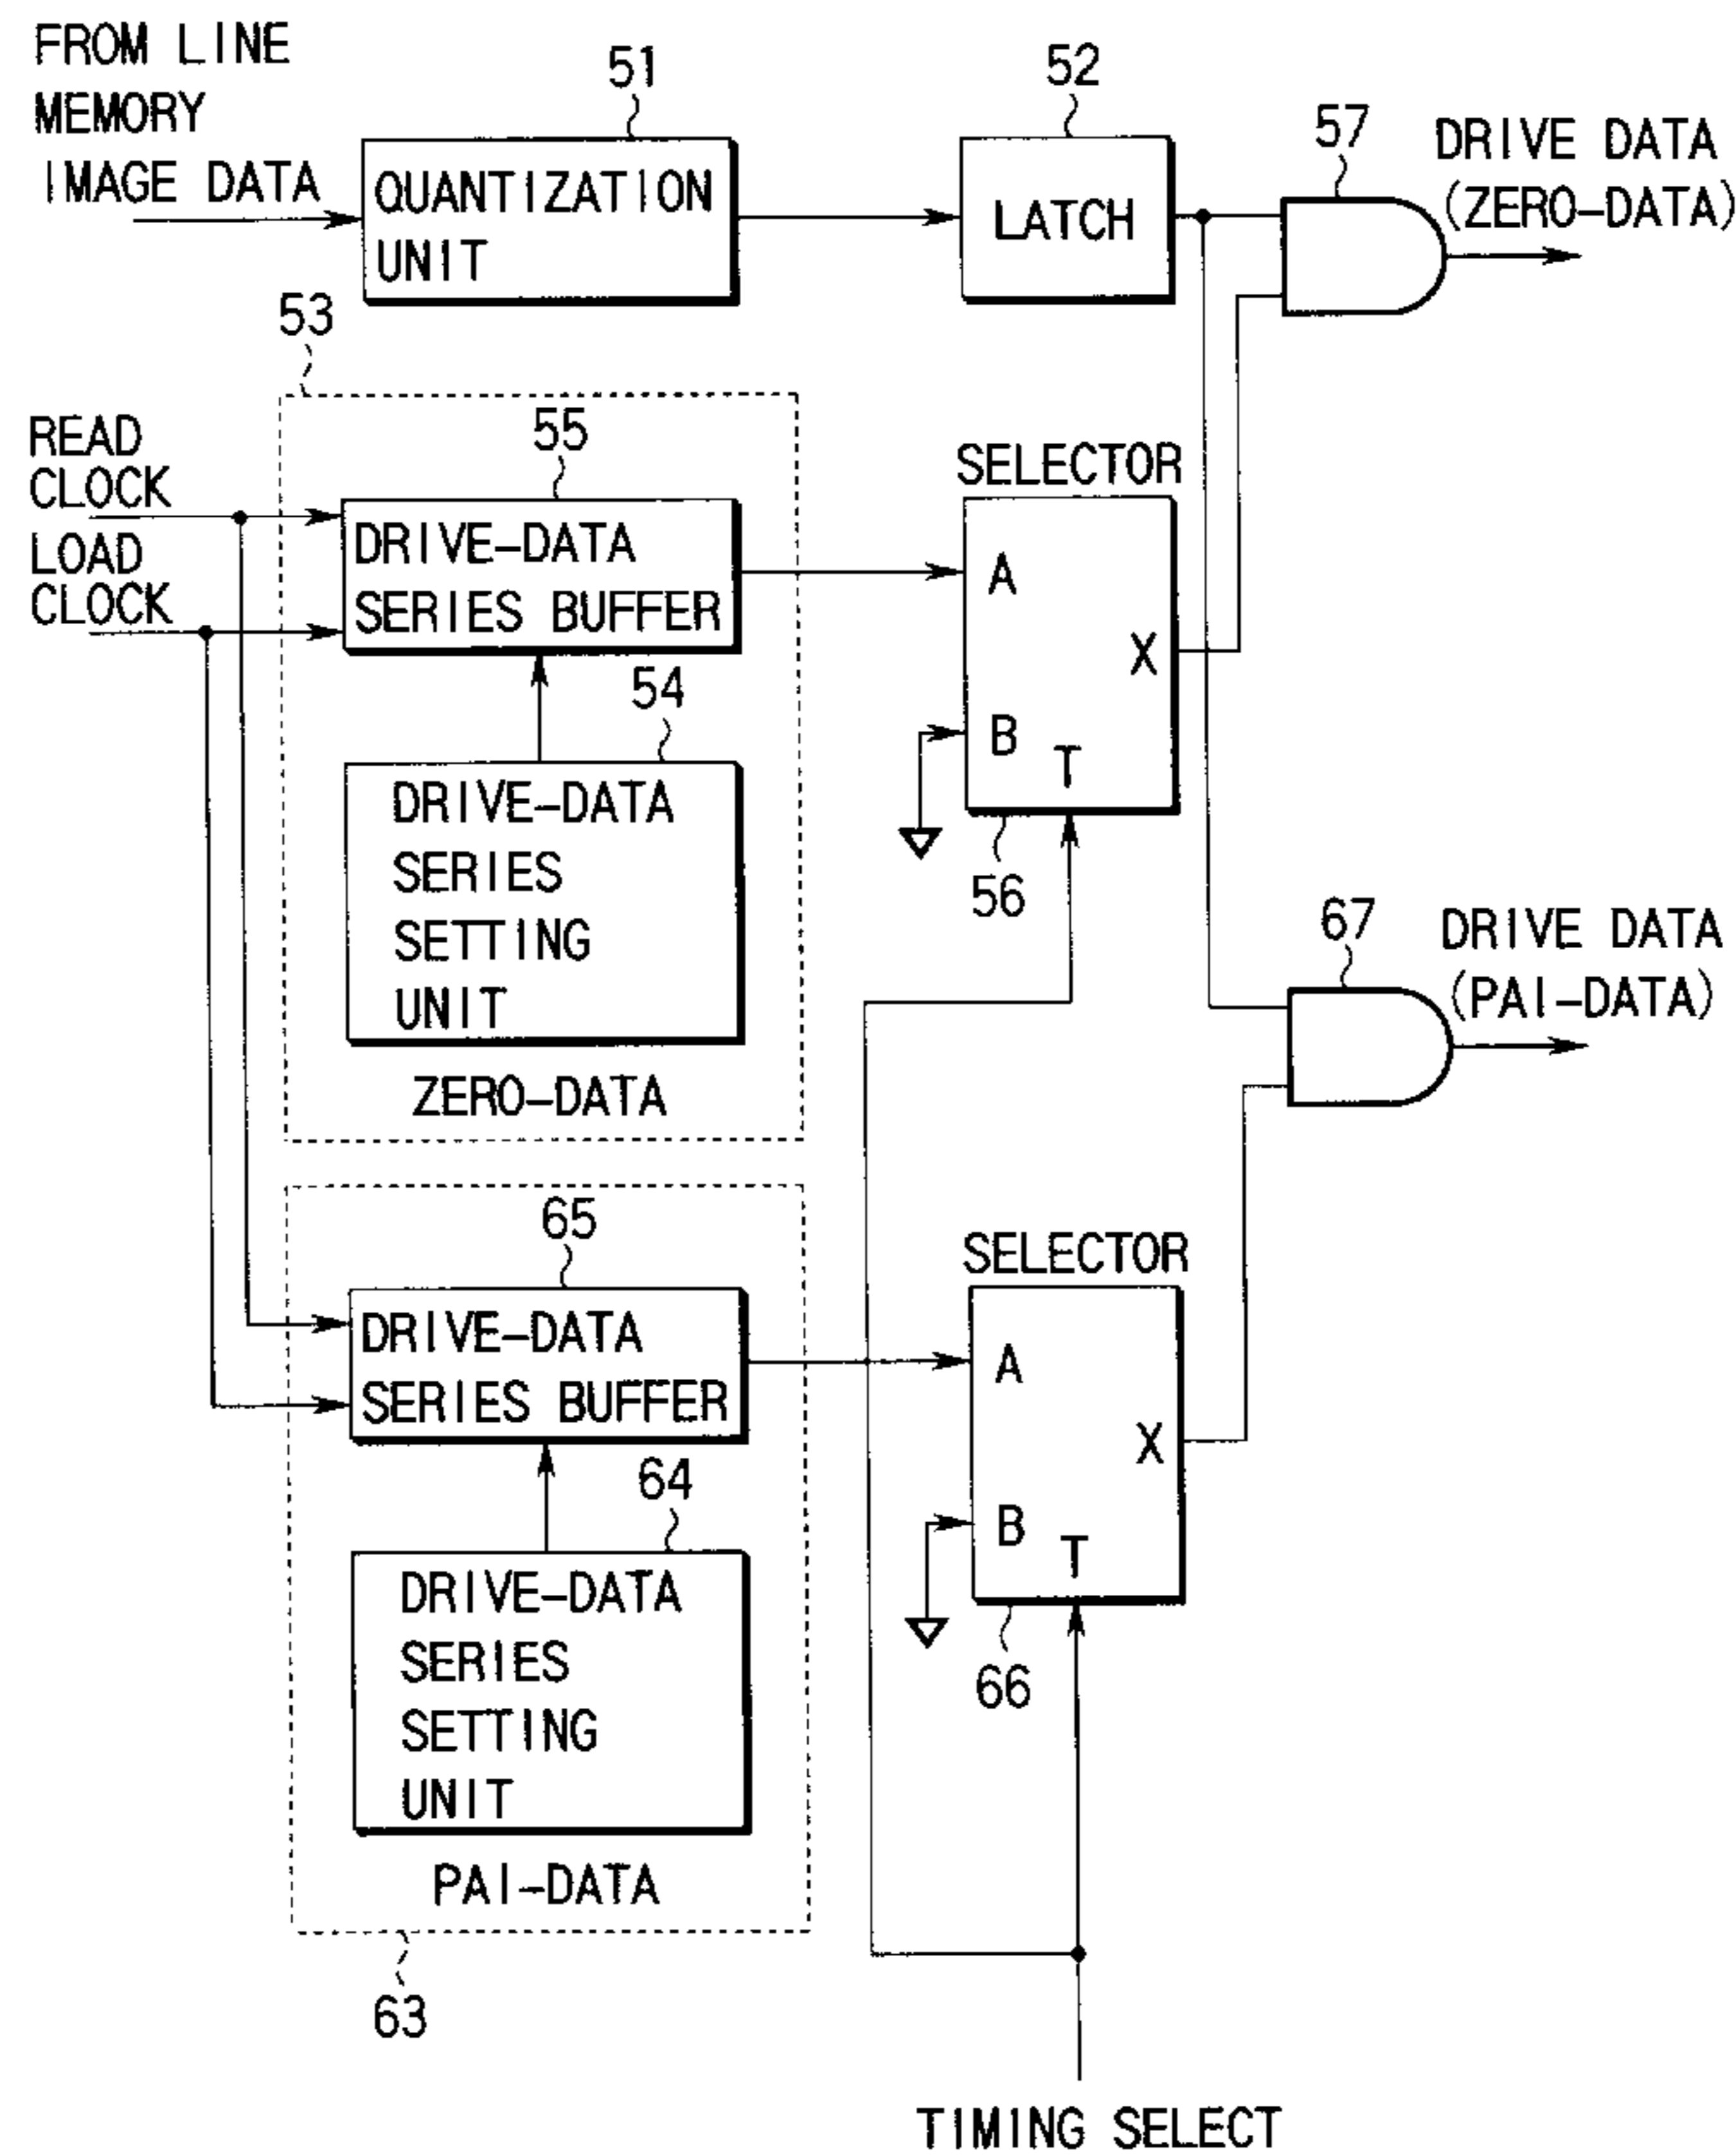 FROM LINE
MEMORY
IMAGE DATA
51
QUANTIZATION
UNIT
52
LATCH
57
DRIVE DATA
(ZERO-DATA)
53
READ
CLOCK
LOAD
CLOCK
55
DRIVE-DATA
SERIES BUFFER
54
DRIVE-DATA
SERIES
SETTING
UNIT
ZERO-DATA
SELECTOR
A
X
B
T
56
67
DRIVE DATA
(PAI-DATA)
65
DRIVE-DATA
SERIES BUFFER
64
DRIVE-DATA
SERIES
SETTING
UNIT
PAI-DATA
63
SELECTOR
A
X
B
T
66
TIMING SELECT